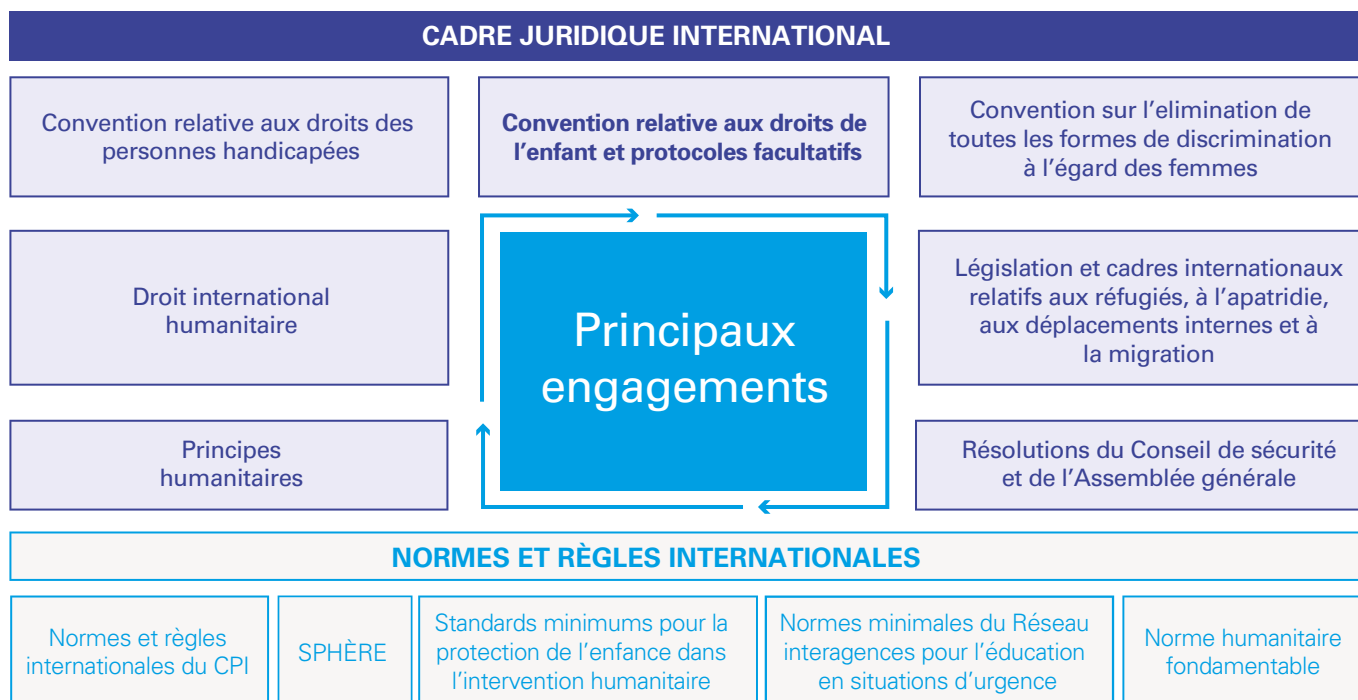 CADRE JURIDIQUE INTERNATIONAL
Convention relative aux droits des
personnes handicapées
Convention relative aux droits de
l’enfant et protocoles facultatifs
Convention sur l’elimination de
toutes les formes de discrimination
à l’égard des femmes
Droit international
humanitaire
Principaux
engagements
Législation et cadres internationaux
relatifs aux réfugiés, à l’apatridie,
aux déplacements internes et à
la migration
Principes
humanitaires
Résolutions du Conseil de sécurité
et de l’Assemblée générale
NORMES ET RÈGLES INTERNATIONALES
Normes et règles
internationales du CPI
SPHÈRE
Standards minimums pour la
protection de l’enfance dans
l’intervention humanitaire
Normes minimales du Réseau
interagences pour l’éducation
en situations d’urgence
Norme humanitaire
fondamentable